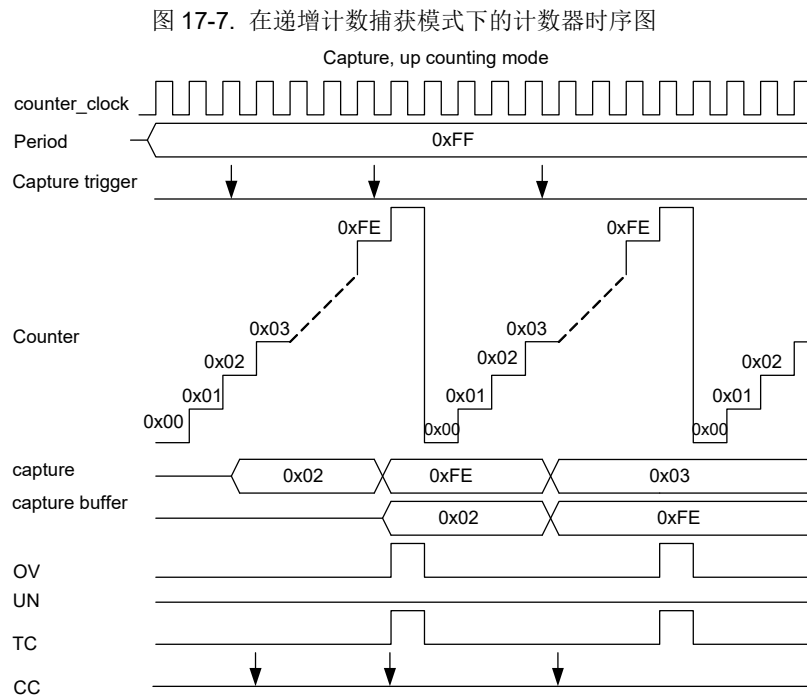 图 17-7. 在递增计数捕获模式下的计数器时序图
Capture, up counting mode
counter_clock
Period
0xFF
Capture trigger
0xFE
0xFE
Counter
0x03
0x03
0x02
0x02
0x02
0x01
0x01
0x01
0x00
0x00
0x00
capture
0x02
0xFE
0x03
capture buffer
0x02
0xFE
OV
UN
TC
CC